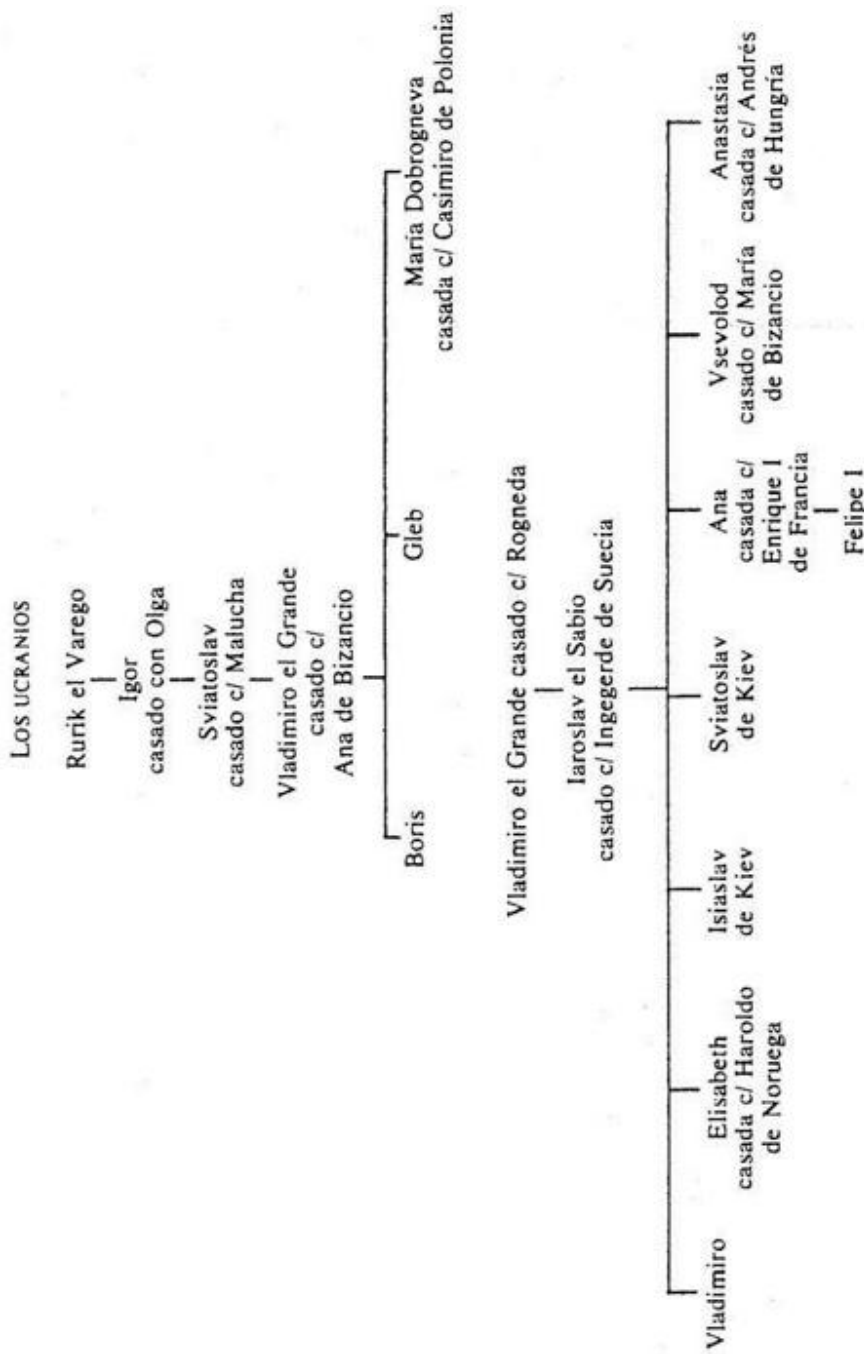 LOS UCRANIOS
Rurik el Varego
Igor
casado con Olga
Sviatoslav
casado c/ Malucha
Vladimiro el Grande
casado c/
Ana de Bizancio
Boris
Gleb
María Dobrogneva
casada c/ Casimiro de Polonia
Vladimiro el Grande casado c/ Rogneda
Iaroslav el Sabio
casado c/ Ingegerde de Suecia
Vladimiro
Elisabeth
casada c/ Haroldo
de Noruega
Isiaslav
de Kiev
Sviatoslav
de Kiev
Ana
casada c/
Enrique I
de Francia
Felipe I
Vsevolod
casado c/ María
de Bizancio
Anastasia
casada c/ Andrés
de Hungría